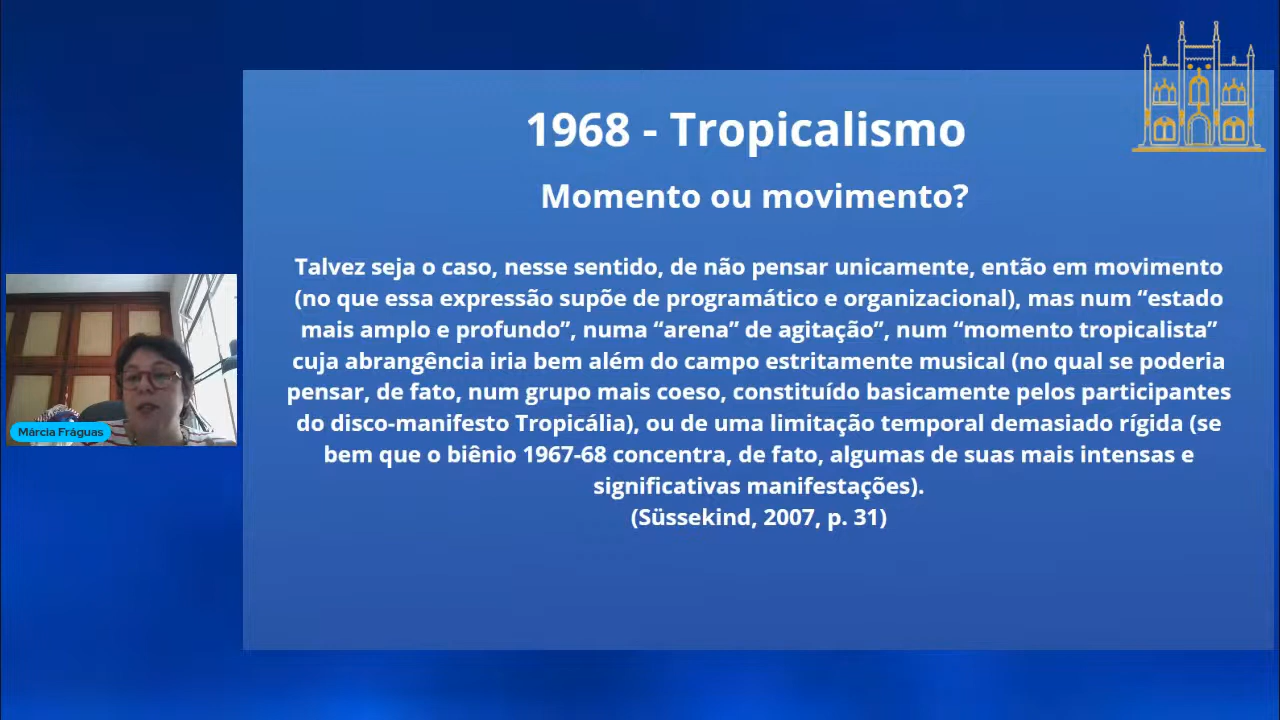 1968 - Tropicalismo
Momento ou movimento?
Talvez seja o caso, nesse sentido, de não pensar unicamente, então em movimento
(no que essa expressão supõe de programático e organizacional), mas num “estado
mais amplo e profundo”, numa “arena” de agitação”, num “momento tropicalista”
cuja abrangência iria bem além do campo estritamente musical (no qual se poderia
pensar, de fato, num grupo mais coeso, constituído basicamente pelos participantes
do disco-manifesto Tropicália), ou de uma limitação temporal demasiado rígida (se
bem que o biênio 1967-68 concentra, de fato, algumas de suas mais intensas e
significativas manifestações).
(Süssekind, 2007, p. 31)
Márcia Fráguas